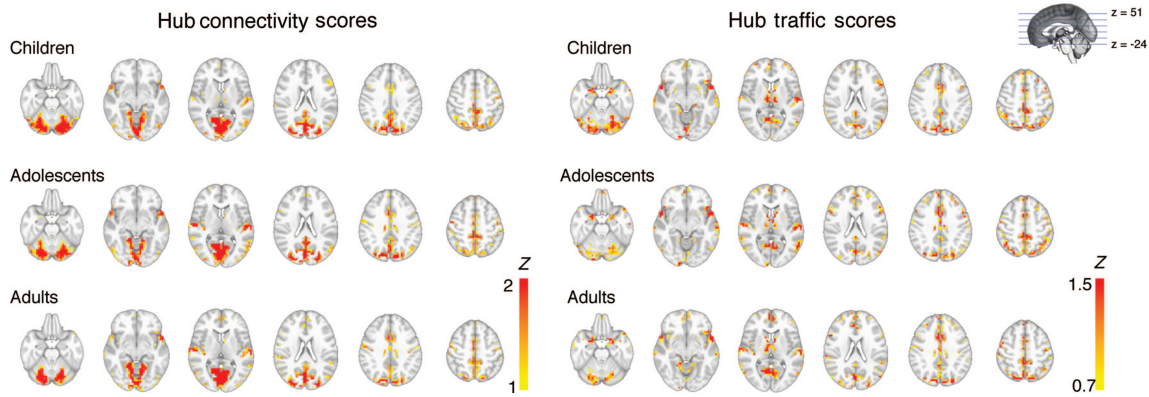 Hub connectivity scores
Hub traffic scores
z = 51
z = -24
Children
Children
Adolescents
Adolescents
Z
2
1
Z
1.5
0.7
Adults
Adults